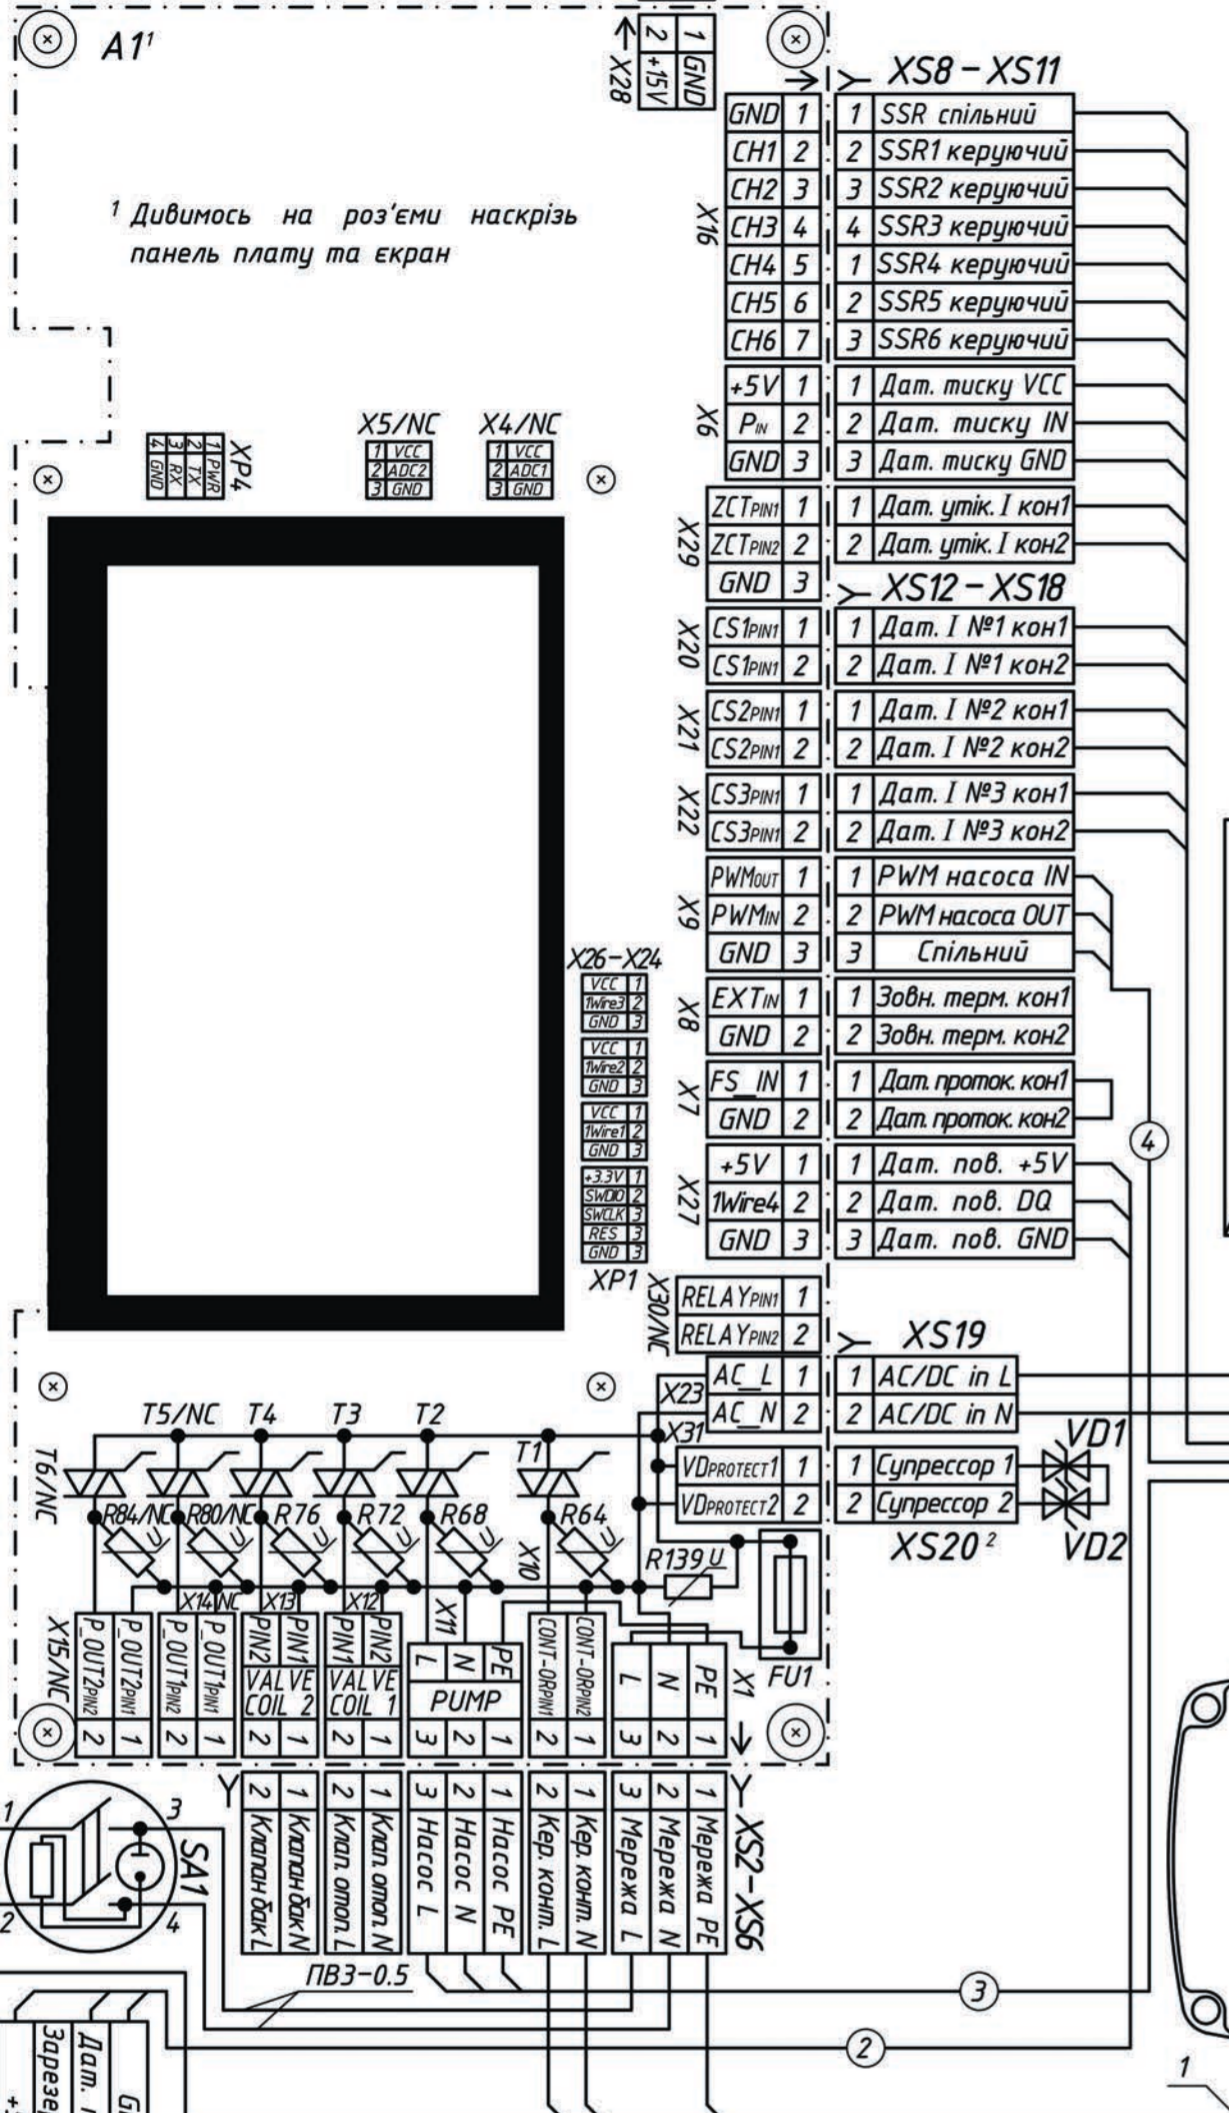 A1¹
1 GND
2 +15V
X28
¹ Дивимось на роз'єми наскрізь
панель плату та екран
XS8 – XS11
X16
GND 1 1 SSR спільний
CH1 2 2 SSR1 керуючий
CH2 3 3 SSR2 керуючий
CH3 4 4 SSR3 керуючий
CH4 5 1 SSR4 керуючий
CH5 6 2 SSR5 керуючий
CH6 7 3 SSR6 керуючий
X6
+5V 1 1 Дат. тиску VCC
PIN 2 2 Дат. тиску IN
GND 3 3 Дат. тиску GND
X29
ZCTPIN1 1 1 Дат. утік. I кон1
ZCTPIN2 2 2 Дат. утік. I кон2
GND 3
XS12 – XS18
X20
CS1PIN1 1 1 Дат. I №1 кон1
CS1PIN1 2 2 Дат. I №1 кон2
X21
CS2PIN1 1 1 Дат. I №2 кон1
CS2PIN1 2 2 Дат. I №2 кон2
X22
CS3PIN1 1 1 Дат. I №3 кон1
CS3PIN1 2 2 Дат. I №3 кон2
X9
PWMOUT 1 1 PWM насоса IN
PWMIN 2 2 PWM насоса OUT
GND 3 3 Спільний
X8
EXTIN 1 1 Зовн. терм. кон1
GND 2 2 Зовн. терм. кон2
X7
FS_IN 1 1 Дат. проток. кон1
GND 2 2 Дат. проток. кон2
X27
+5V 1 1 Дат. пов. +5V
1Wire4 2 2 Дат. пов. DQ
GND 3 3 Дат. пов. GND
4
XP4
1 PWR
2 TX
3 RX
4 GND
X5/NC
1 VCC
2 ADC2
3 GND
X4/NC
1 VCC
2 ADC1
3 GND
X26–X24
VCC 1
1Wire3 2
GND 3
VCC 1
1Wire2 2
GND 3
VCC 1
1Wire1 2
GND 3
+3.3V 1
SWDIO 2
SWCLK 3
RES 3
GND 3
XP1
X30/NC
RELAYPIN1 1
RELAYPIN2 2
XS19
X23
AC_L 1 1 AC/DC in L
AC_N 2 2 AC/DC in N
X31
VDPROTECT1 1 1 Супрессор 1
VDPROTECT2 2 2 Супрессор 2
XS20 ²
VD1
VD2
T6/NC T5/NC T4 T3 T2 T1
R84/NC R80/NC R76 R72 R68 R64
R139 U
FU1
X15/NC X14/NC X13 X12 X11 X10 X1
P_OUT2PIN2 2
P_OUT2PIN1 1
P_OUT1PIN2 2
P_OUT1PIN1 1
PIN2 PIN1
VALVE
COIL 2
2 1
PIN1 PIN2
VALVE
COIL 1
2 1
L N PE
PUMP
3 2 1
CONT-ORPIN1 2
CONT-ORPIN2 1
L 3
N 2
PE 1
XS2–XS6
2 Клапан бак L
1 Клапан бак N
2 Клап. отоп. L
1 Клап. отоп. N
3 Насос L
2 Насос N
1 Насос PE
2 Кер. конт. L
1 Кер. конт. N
3 Мережа L
2 Мережа N
1 Мережа PE
1 3
SA1
2 4
ПВ3–0.5
3
2
1
Дат.